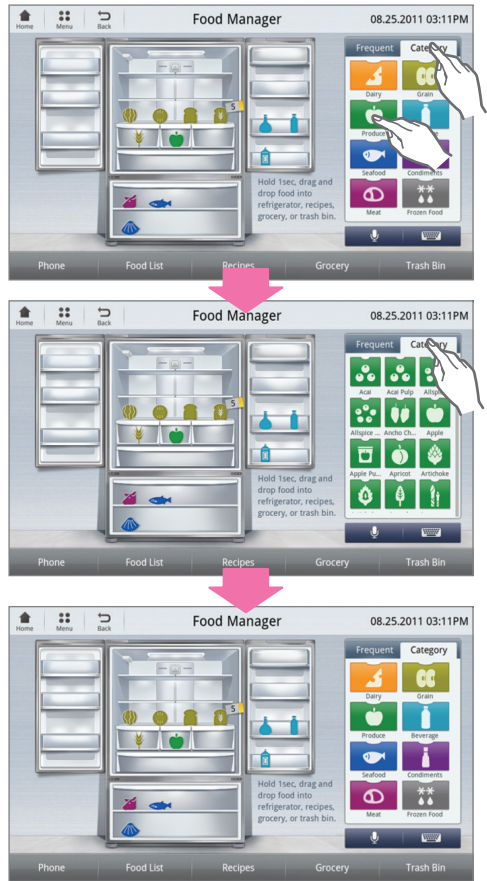 Home
Menu
Back
Food Manager
08.25.2011 03:11PM
Frequent
Dairy
Grain
Produce
Seafood
Condiments
Meat
Frozen Food
5
Hold 1sec, drag and
drop food into
refrigerator, recipes,
grocery, or trash bin.
Phone
Food List
Recipes
Grocery
Trash Bin
Home
Menu
Back
Food Manager
08.25.2011 03:11PM
Frequent
Acai
Acai Pulp
Allspice ...
Ancho Ch...
Apple
Apple Pu...
Apricot
Artichoke
5
Hold 1sec, drag and
drop food into
refrigerator, recipes,
grocery, or trash bin.
Phone
Food List
Recipes
Grocery
Trash Bin
Home
Menu
Back
Food Manager
08.25.2011 03:11PM
Frequent
Category
Dairy
Grain
Produce
Beverage
Seafood
Condiments
Meat
Frozen Food
5
Hold 1sec, drag and
drop food into
refrigerator, recipes,
grocery, or trash bin.
Phone
Food List
Recipes
Grocery
Trash Bin